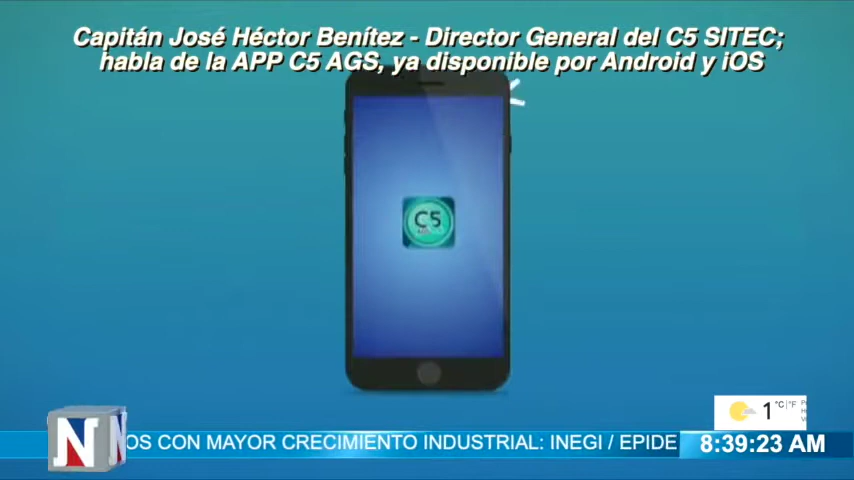 Capitán José Héctor Benítez - Director General del C5 SITEC;
habla de la APP C5 AGS, ya disponible por Android y iOS
C5
AGS
1 °C | °F
N
OS CON MAYOR CRECIMIENTO INDUSTRIAL: INEGI / EPIDE
8:39:23 AM